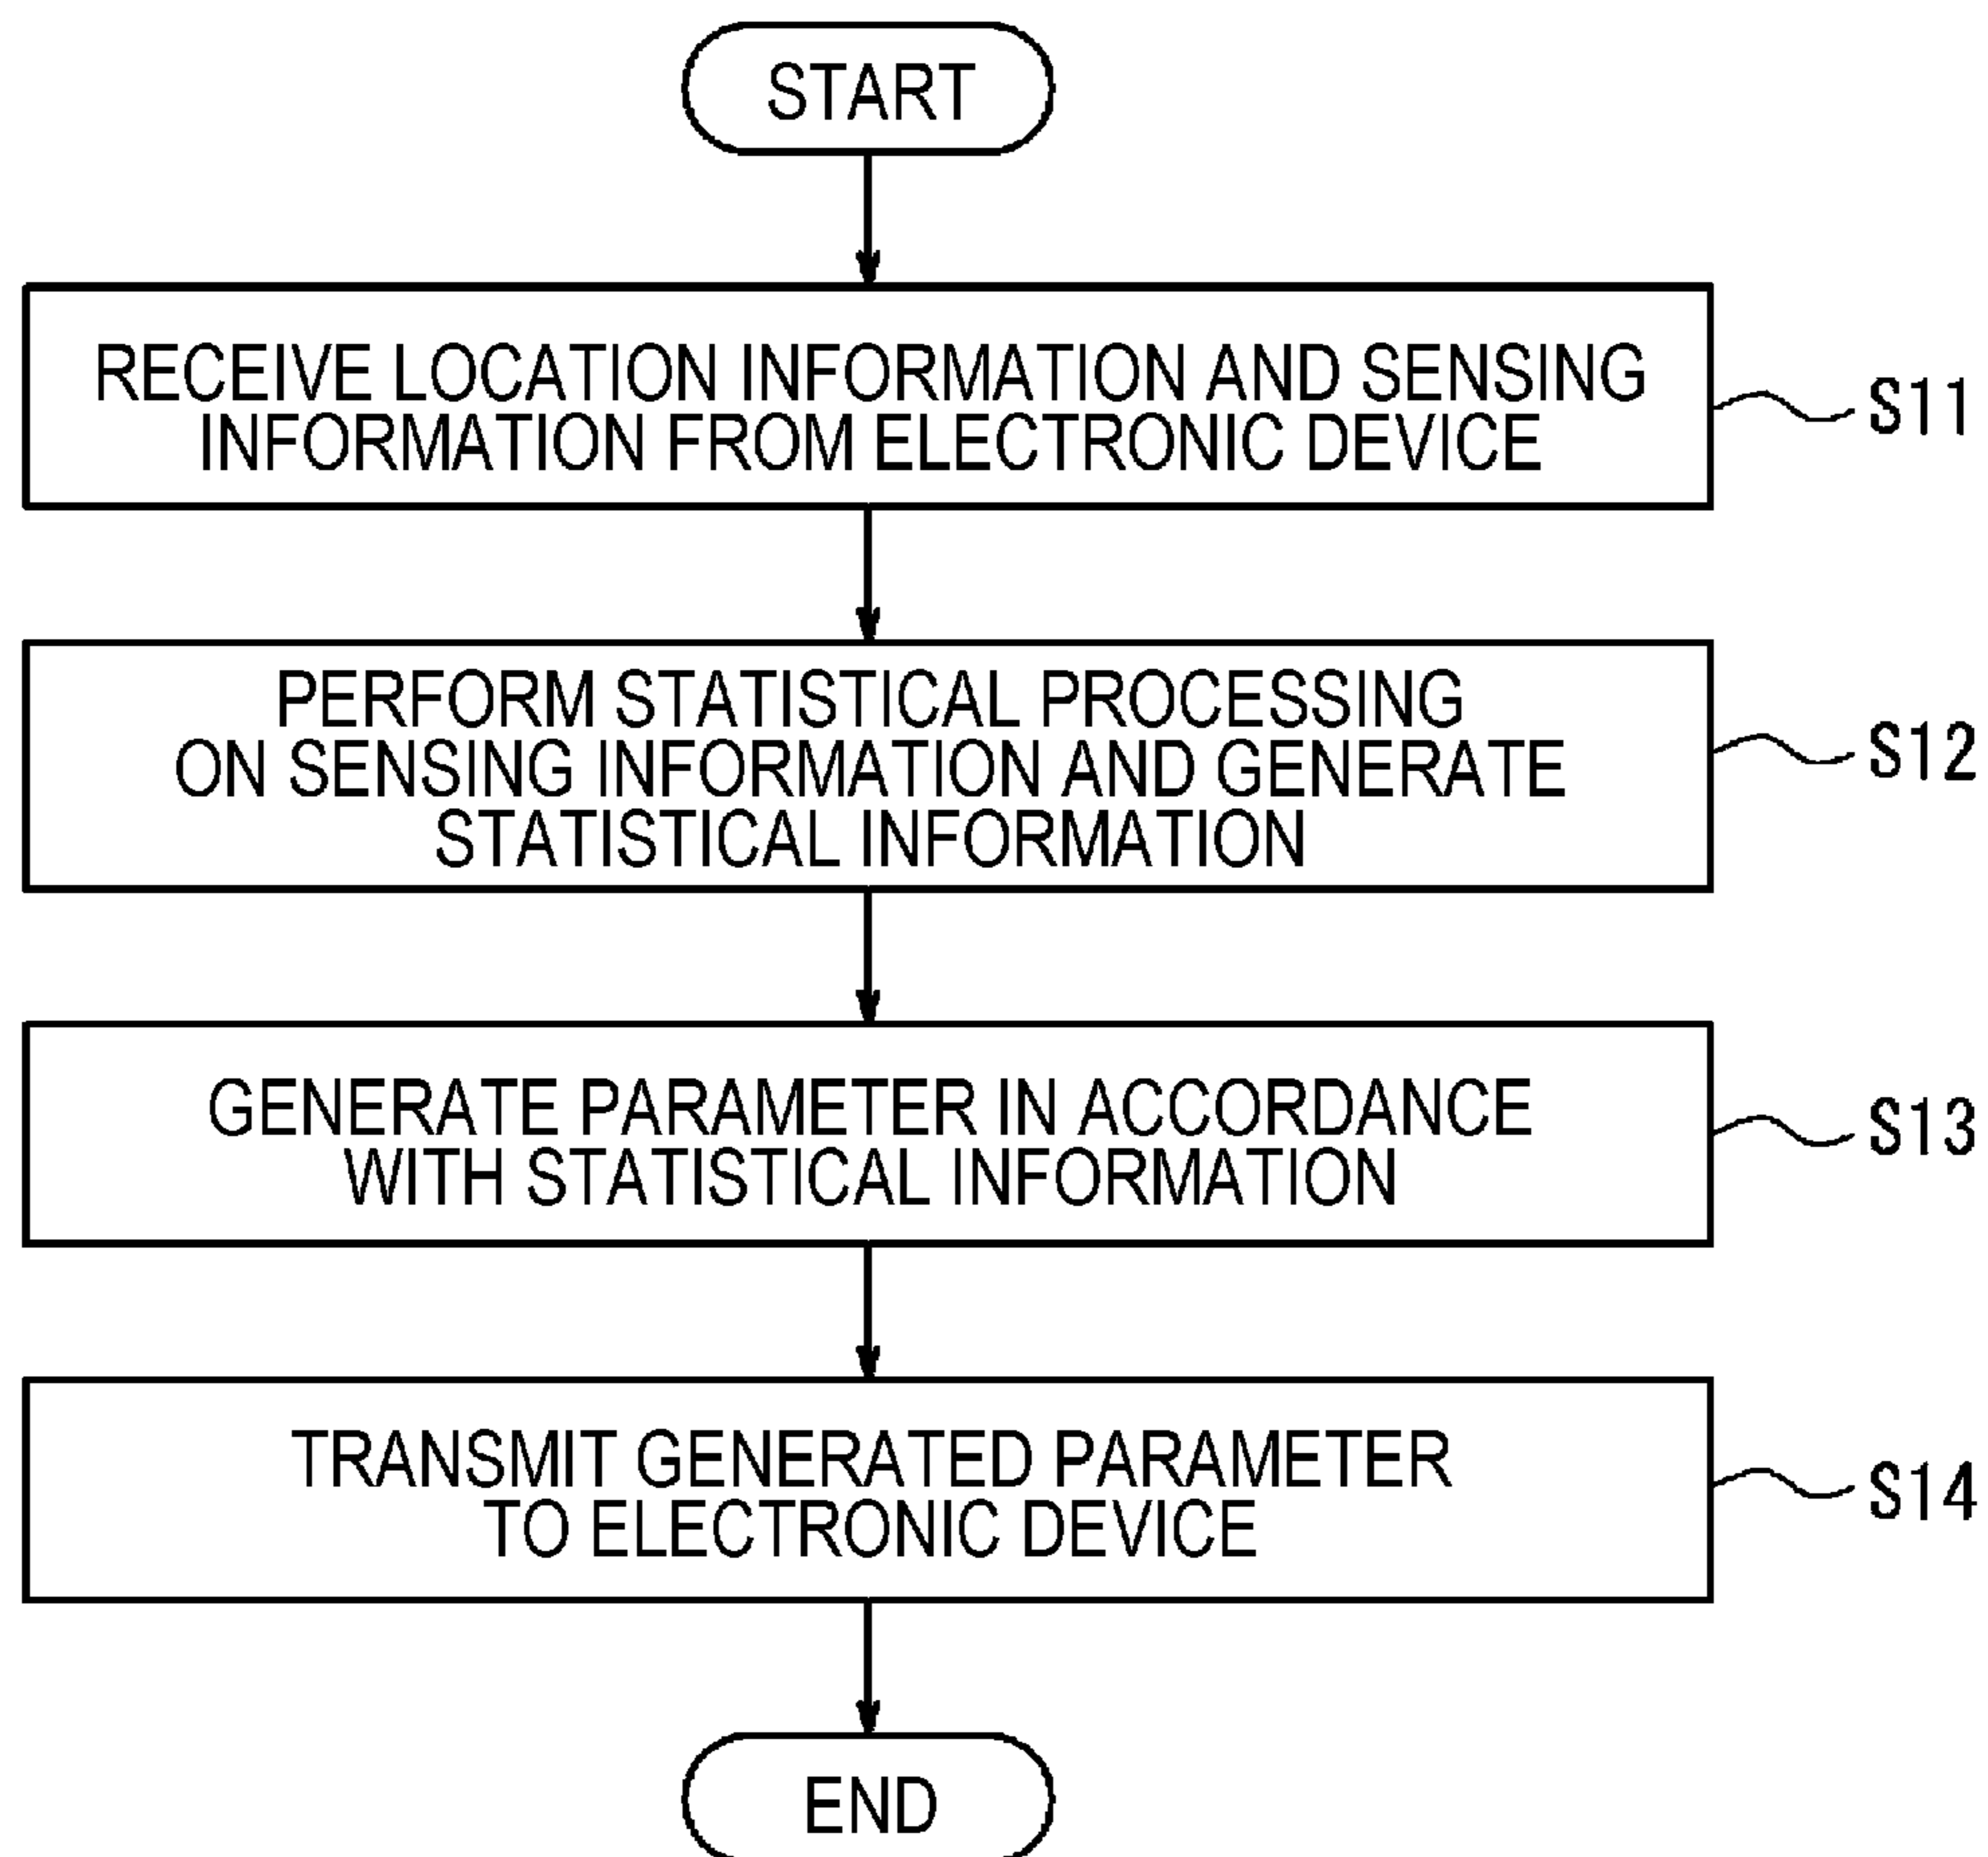 START
RECEIVE LOCATION INFORMATION AND SENSING
INFORMATION FROM ELECTRONIC DEVICE
S11
PERFORM STATISTICAL PROCESSING
ON SENSING INFORMATION AND GENERATE
STATISTICAL INFORMATION
S12
GENERATE PARAMETER IN ACCORDANCE
WITH STATISTICAL INFORMATION
S13
TRANSMIT GENERATED PARAMETER
TO ELECTRONIC DEVICE
S14
END